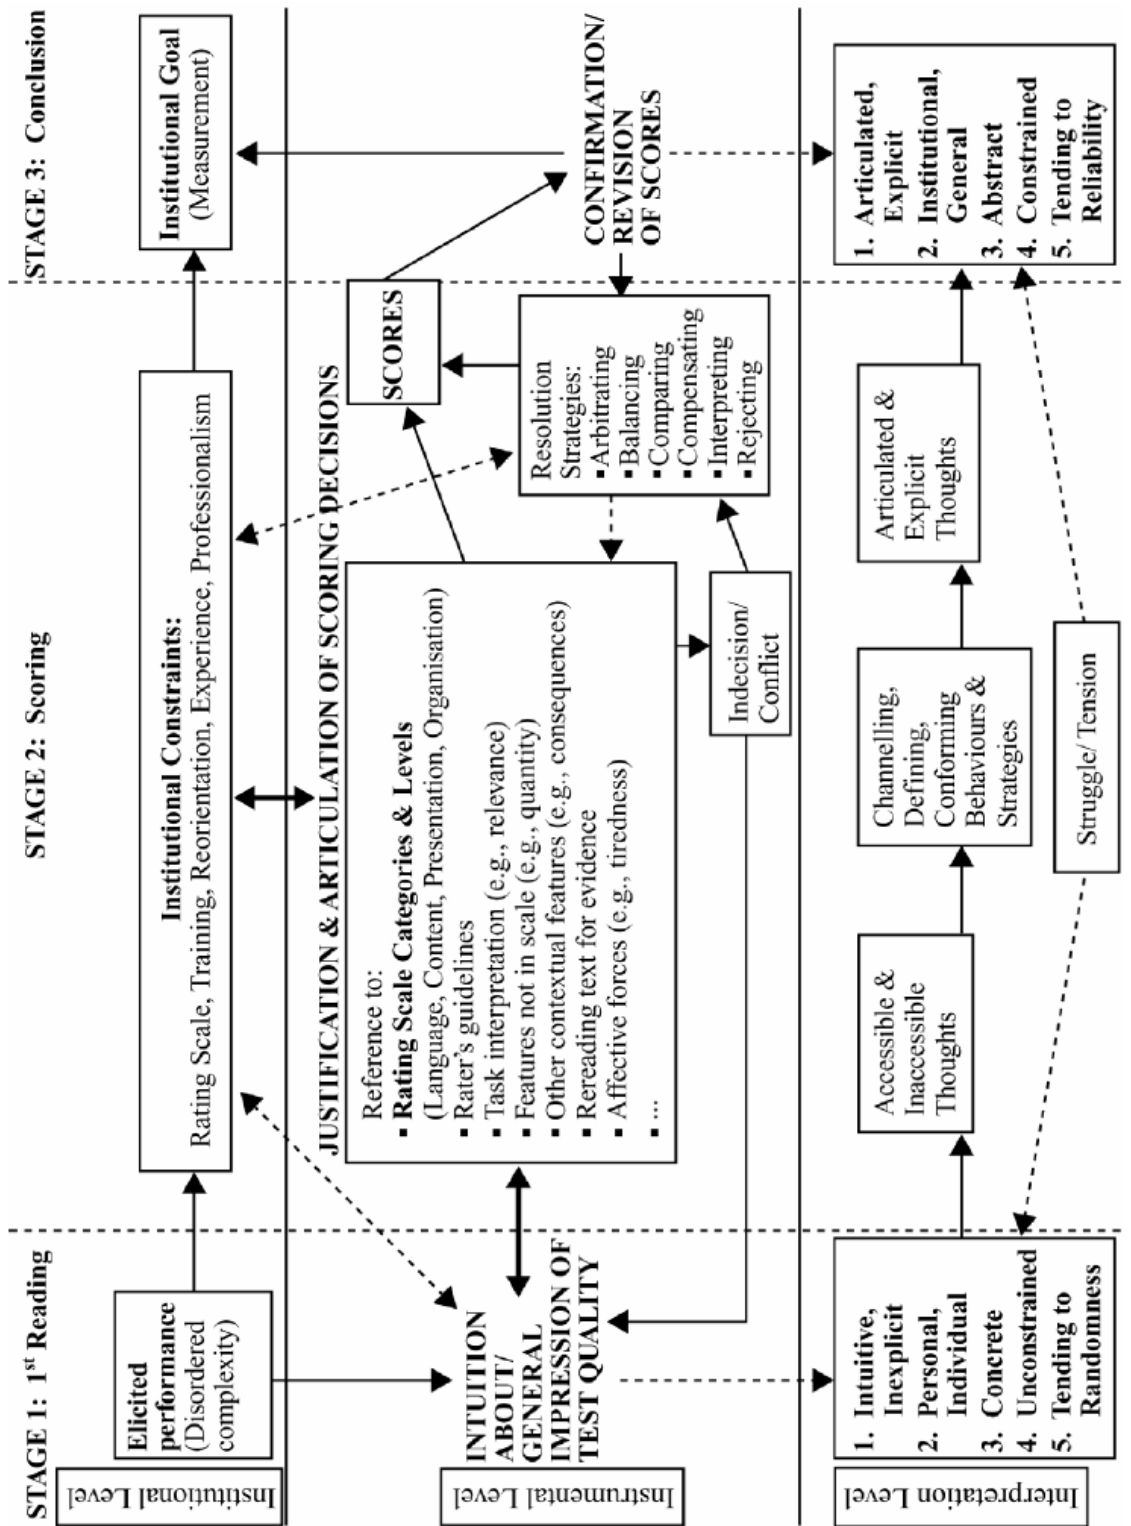 STAGE 1: 1st Reading
STAGE 2: Scoring
STAGE 3: Conclusion
Institutional Level
Elicited
performance
(Disordered
complexity)
Institutional Constraints:
Rating Scale, Training, Reorientation, Experience, Professionalism
Institutional Goal
(Measurement)
Instrumental Level
INTUITION
ABOUT/
GENERAL
IMPRESSION OF
TEST QUALITY
JUSTIFICATION & ARTICULATION OF SCORING DECISIONS
Reference to:
▪ Rating Scale Categories & Levels
(Language, Content, Presentation, Organisation)
▪ Rater's guidelines
▪ Task interpretation (e.g., relevance)
▪ Features not in scale (e.g., quantity)
▪ Other contextual features (e.g., consequences)
▪ Rereading text for evidence
▪ Affective forces (e.g., tiredness)
▪ ...
Indecision/
Conflict
SCORES
Resolution
Strategies:
▪ Arbitrating
▪ Balancing
▪ Comparing
▪ Compensating
▪ Interpreting
▪ Rejecting
CONFIRMATION/
REVISION
OF SCORES
Interpretation Level
1. Intuitive,
Inexplicit
2. Personal,
Individual
3. Concrete
4. Unconstrained
5. Tending to
Randomness
Accessible &
Inaccessible
Thoughts
Channelling,
Defining,
Conforming
Behaviours &
Strategies
Articulated &
Explicit
Thoughts
Struggle/ Tension
1. Articulated,
Explicit
2. Institutional,
General
3. Abstract
4. Constrained
5. Tending to
Reliability